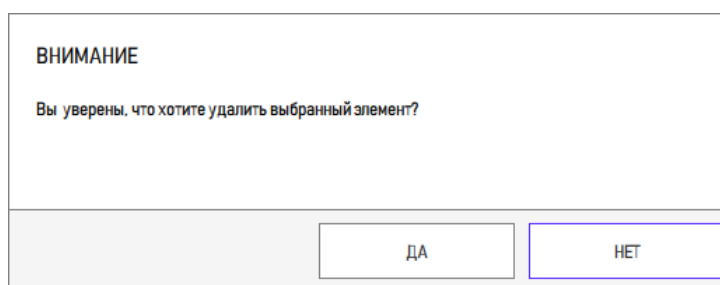 ВНИМАНИЕ
Вы уверены, что хотите удалить выбранный элемент?
ДА
НЕТ